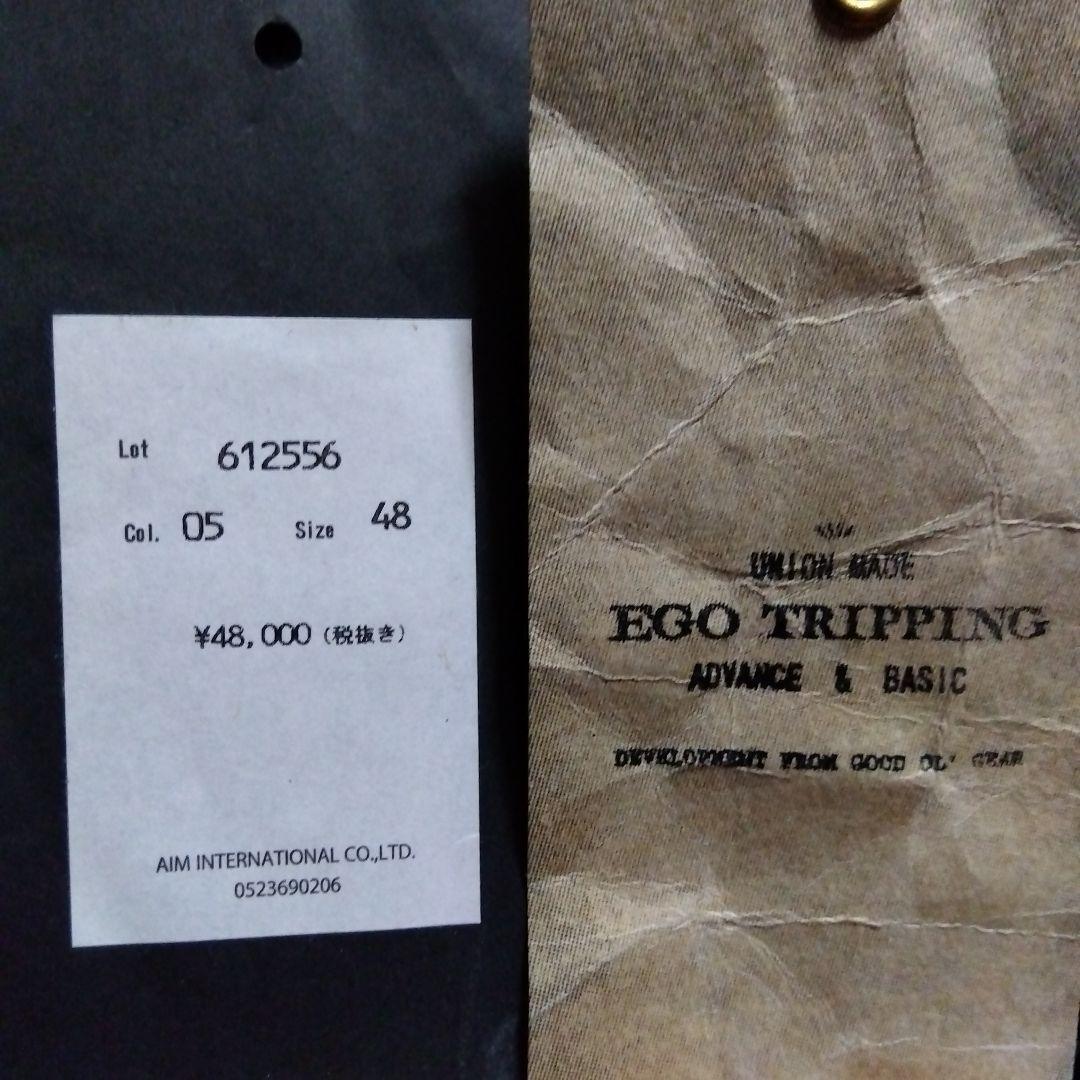 Lot 612556
Col. 05 Size 48
¥48,000 (税抜き)
AIM INTERNATIONAL CO.,LTD.
0523690206
UNION MADE
EGO TRIPPING
ADVANCE & BASIC
DEVELOPMENT FROM GOOD OL' GEAR